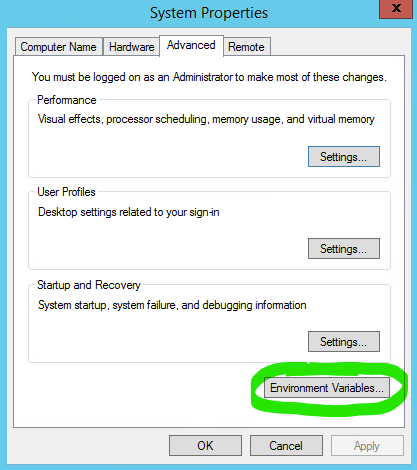 System Properties
x
Computer Name Hardware Advanced Remote
You must be logged on as an Administrator to make most of these changes.
Performance
Visual effects, processor scheduling, memory usage, and virtual memory
Settings...
User Profiles
Desktop settings related to your sign-in
Settings...
Startup and Recovery
System startup, system failure, and debugging information
Settings...
Environment Variables...
OK Cancel Apply